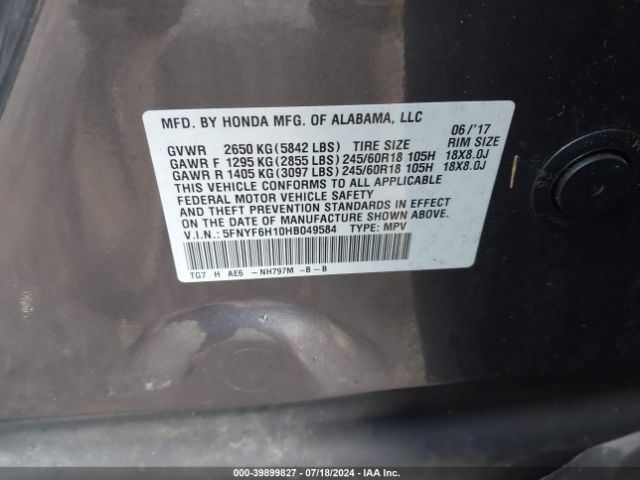 MFD. BY HONDA MFG. OF ALABAMA, LLC 06/'17
GVWR 2650 KG(5842 LBS) TIRE SIZE RIM SIZE
GAWR F 1295 KG(2855 LBS) 245/60R18 105H 18X8.0J
GAWR R 1405 KG(3097 LBS) 245/60R18 105H 18X8.0J
THIS VEHICLE CONFORMS TO ALL APPLICABLE
FEDERAL MOTOR VEHICLE SAFETY
AND THEFT PREVENTION STANDARDS IN EFFECT
ON THE DATE OF MANUFACTURE SHOWN ABOVE.
V.I.N.: 5FNYF6H10HB049584 TYPE: MPV
TG7 H AE6 -NH797M -B -B
000-39899827 / 07/18/2024 - IAA Inc.